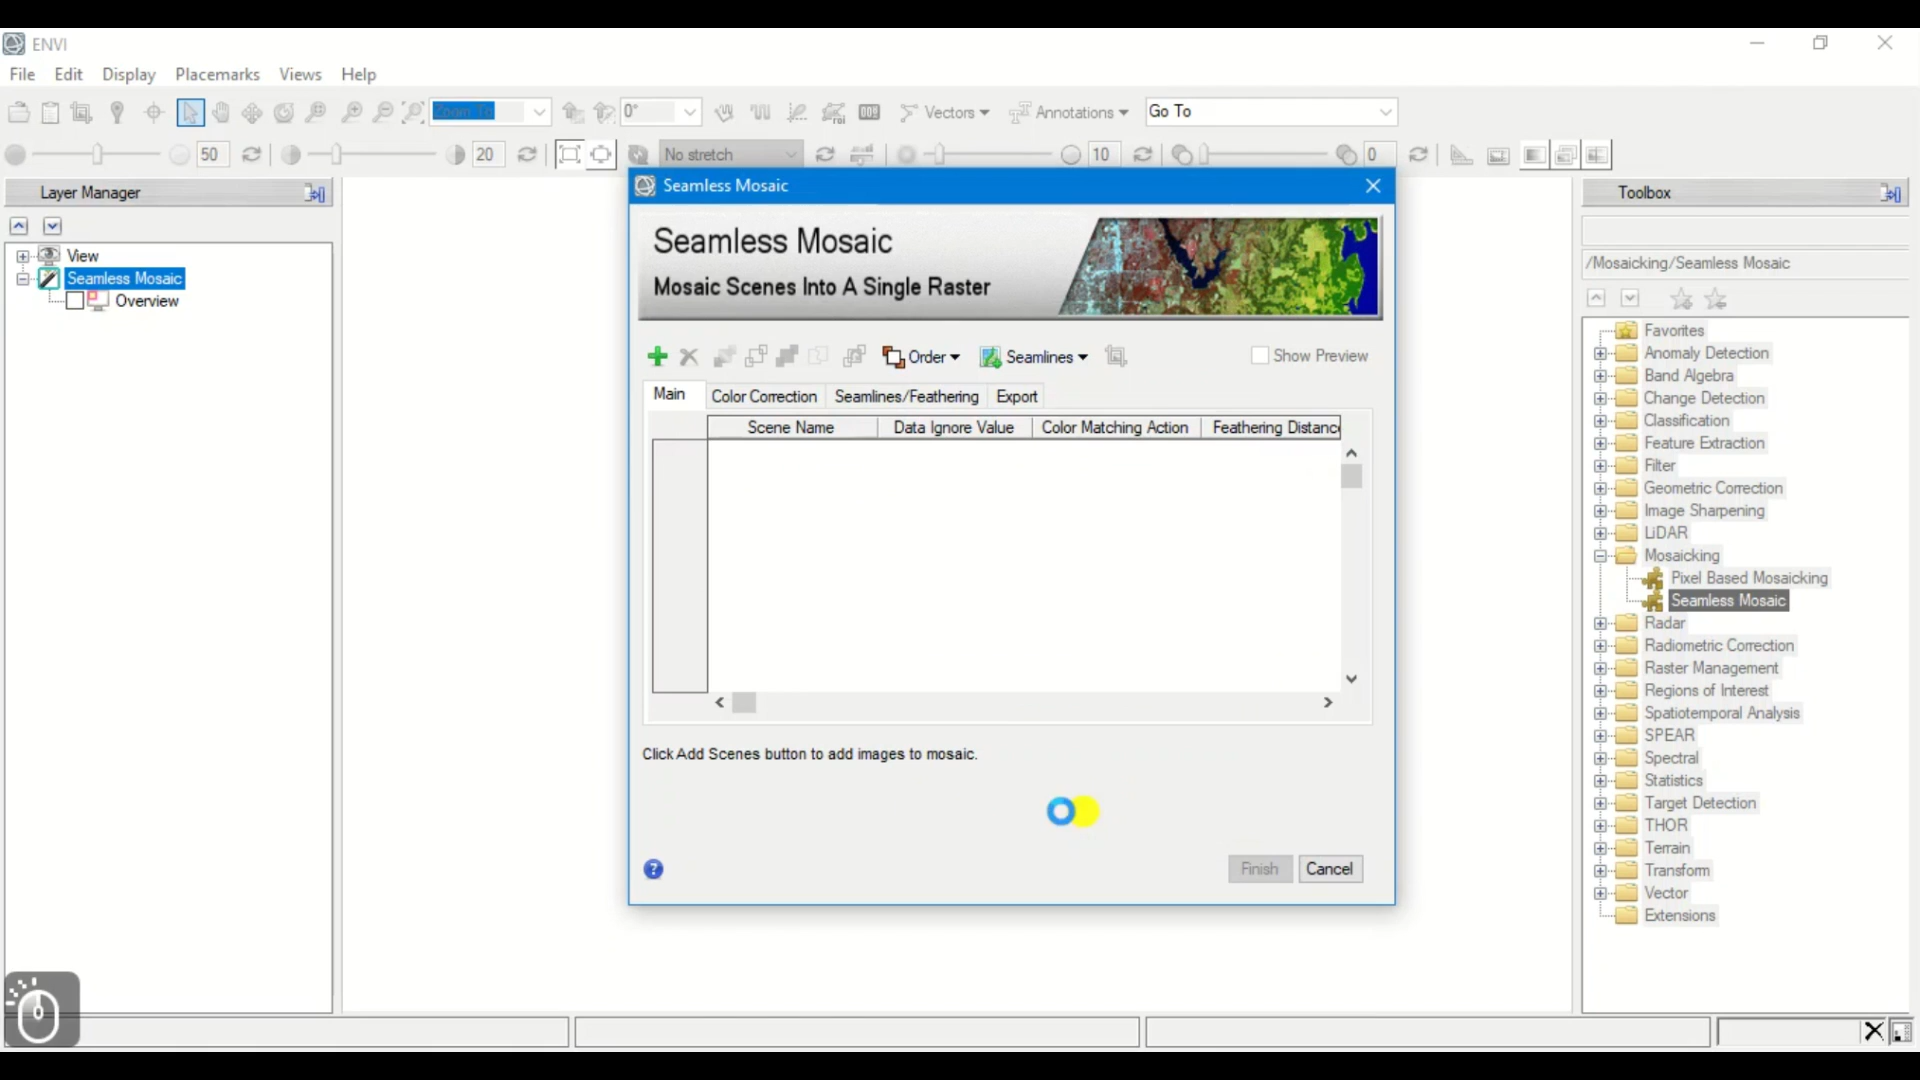 ENVI
File Edit Display Placemarks Views Help
Zoom To 0° Vectors Annotations Go To
50 20 No stretch 10 0
Layer Manager
View
Seamless Mosaic
Overview
Seamless Mosaic
Seamless Mosaic
Mosaic Scenes Into A Single Raster
Order Seamlines Show Preview
Main Color Correction Seamlines/Feathering Export
Scene Name Data Ignore Value Color Matching Action Feathering Distanc
Click Add Scenes button to add images to mosaic.
Finish Cancel
Toolbox
/Mosaicking/Seamless Mosaic
Favorites
Anomaly Detection
Band Algebra
Change Detection
Classification
Feature Extraction
Filter
Geometric Correction
Image Sharpening
LiDAR
Mosaicking
Pixel Based Mosaicking
Seamless Mosaic
Radar
Radiometric Correction
Raster Management
Regions of Interest
Spatiotemporal Analysis
SPEAR
Spectral
Statistics
Target Detection
THOR
Terrain
Transform
Vector
Extensions